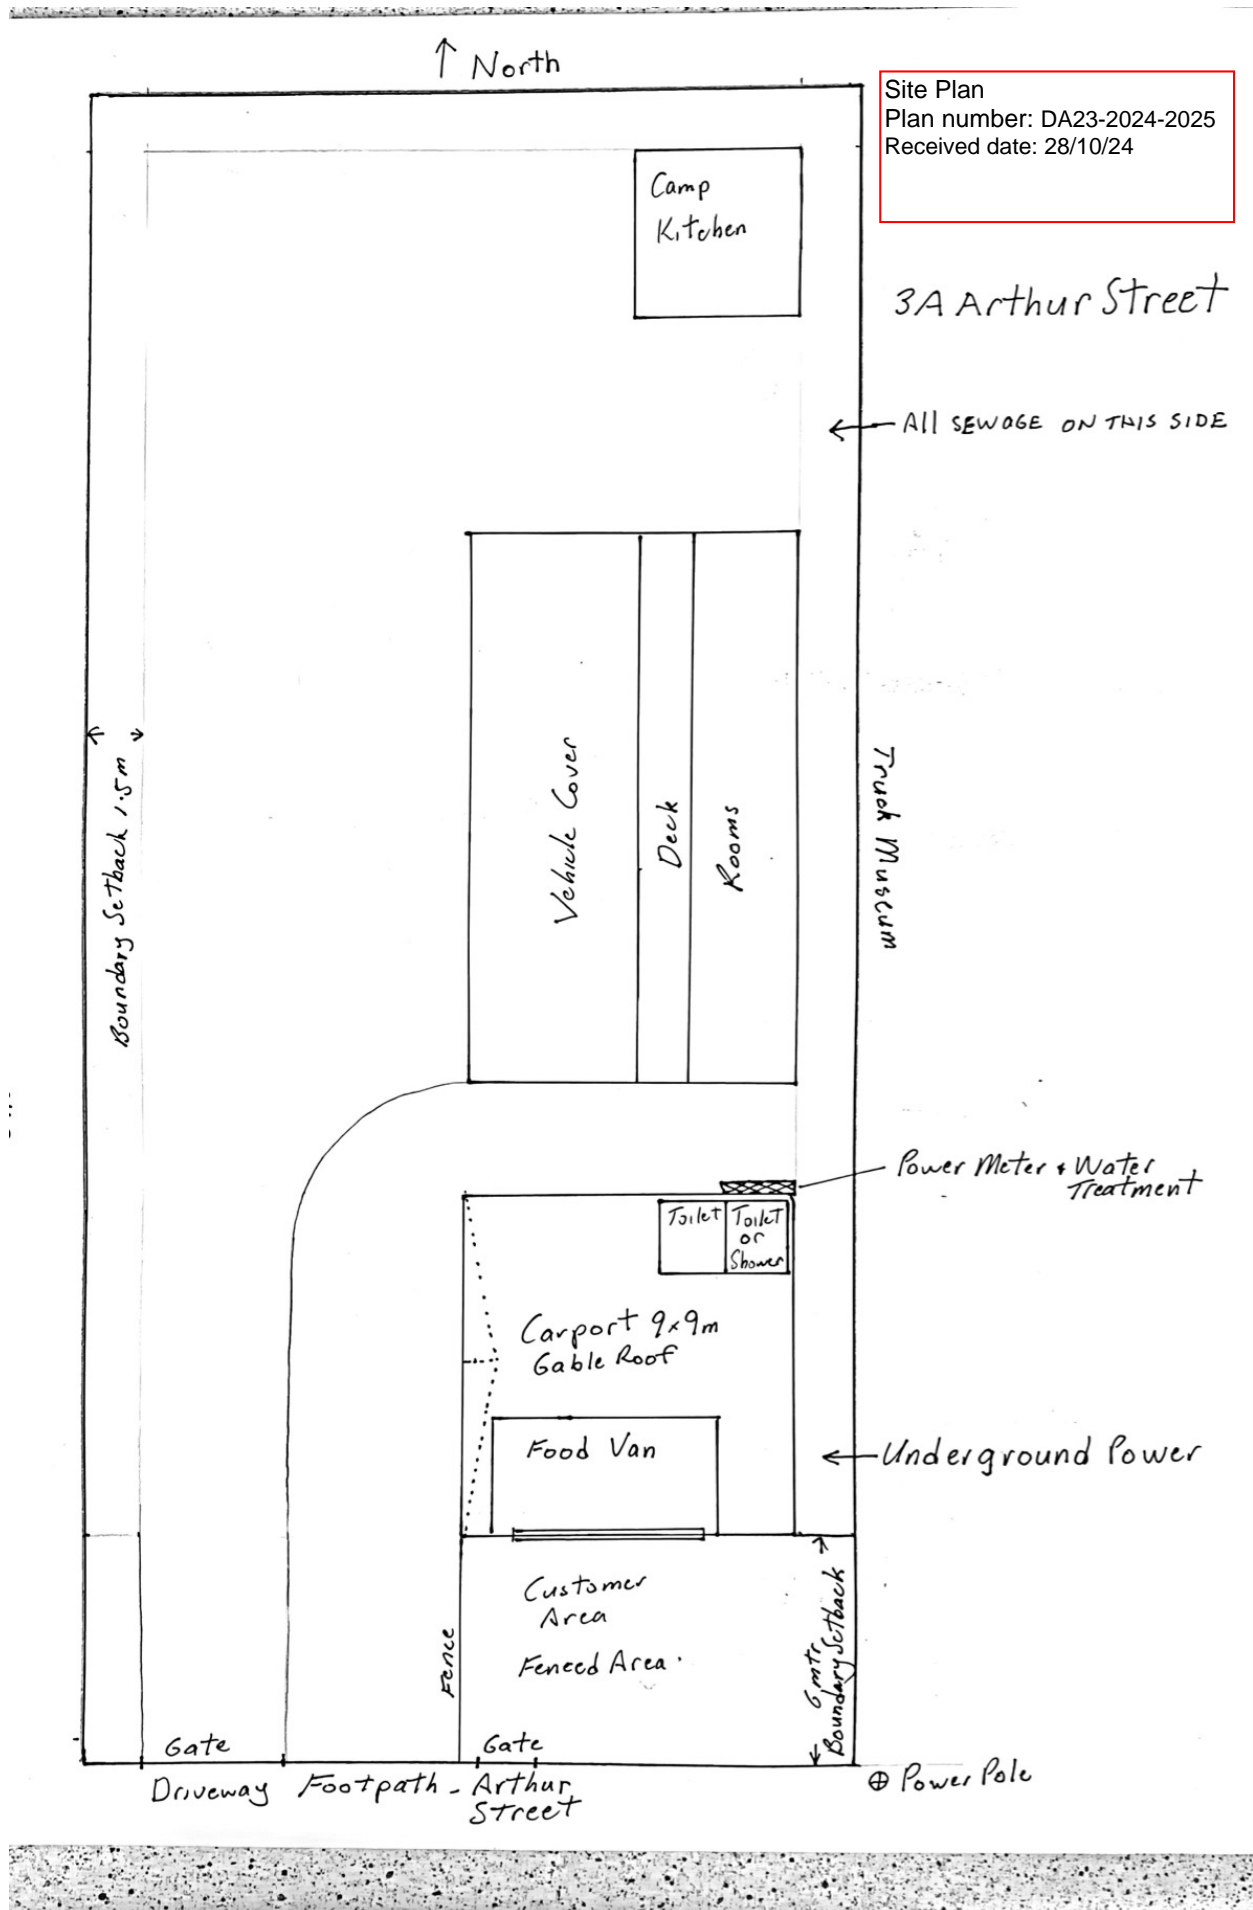 ↑ North
Site Plan
Plan number: DA23-2024-2025
Received date: 28/10/24
Camp
Kitchen
3A Arthur Street
All SEWOGE ON THIS SIDE
Boundary Setback 1.5m
Vehicle Cover
Deck
Rooms
Truck Museum
Power Meter + Water
Treatment
Toilet
Toilet
or
Shower
Carport 9x9m
Gable Roof
Food Van
Underground Power
Customer
Area
Fenced Area.
Fence
6 mtr
Boundary Setback
Gate
Gate
Driveway
Footpath - Arthur
Street
Power Pole